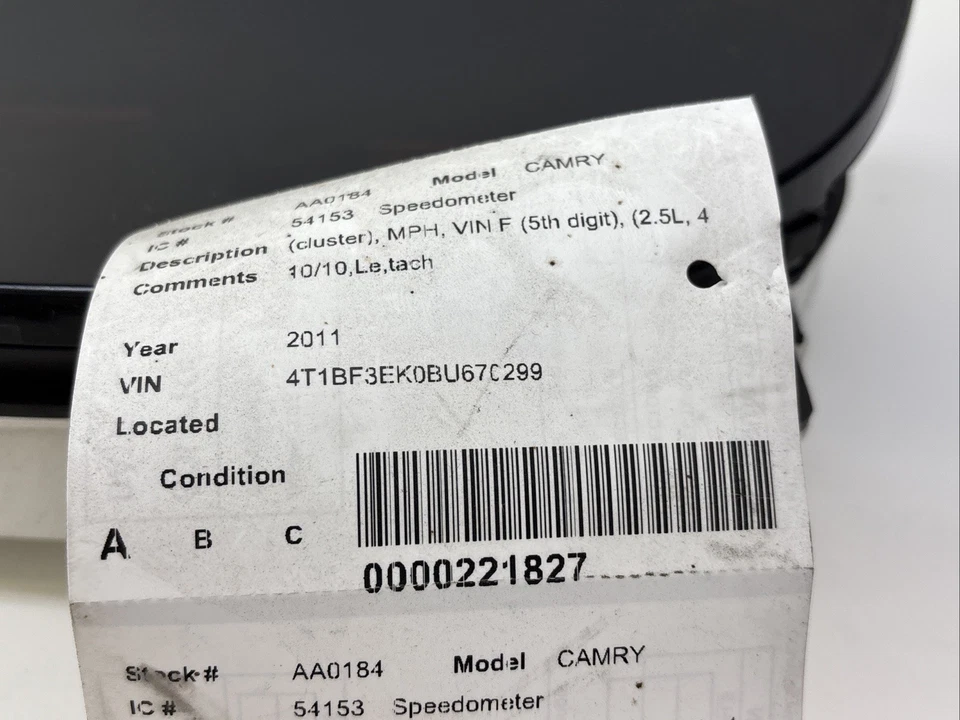 Stock # AA0184 Model CAMRY
IC # 54153 Speedometer
Description (cluster), MPH, VIN F (5th digit), (2.5L, 4
Comments 10/10,Le,tach
Year 2011
VIN 4T1BF3EK0BU670299
Located
Condition
A B C
0000221827
Stock # AA0184 Model CAMRY
IC # 54153 Speedometer